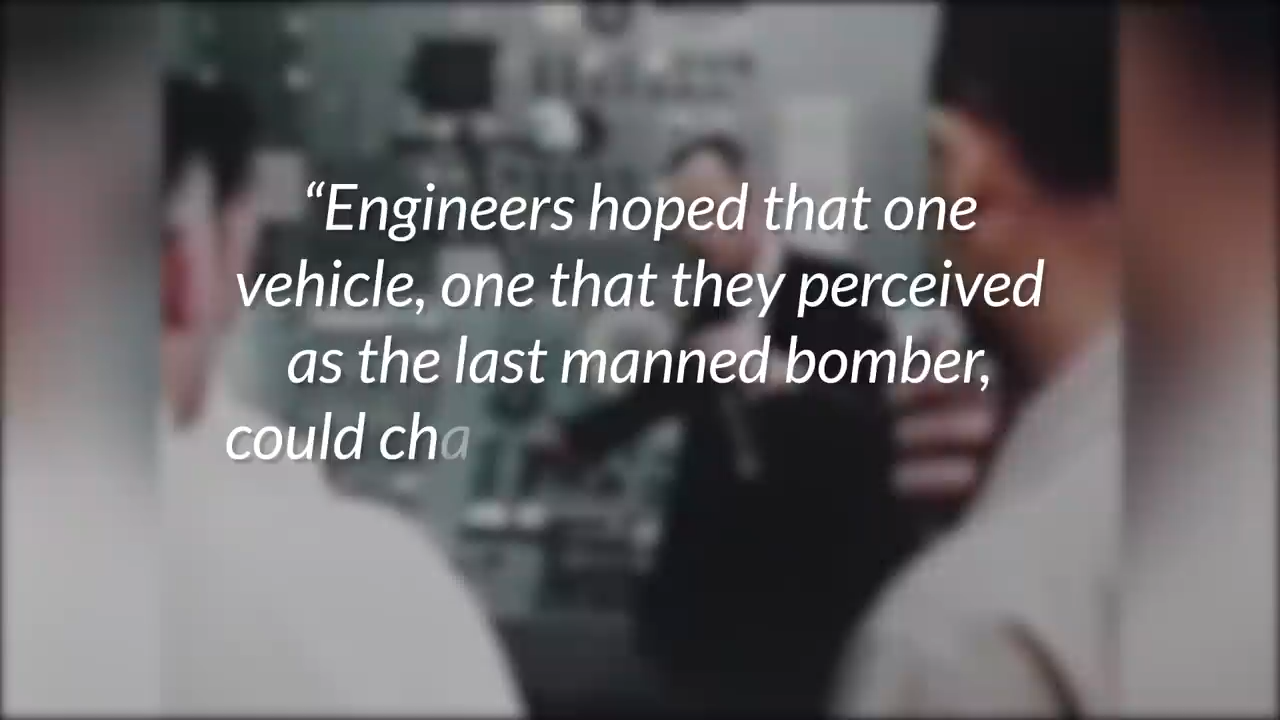 “Engineers hoped that one
vehicle, one that they perceived
as the last manned bomber,
could cha